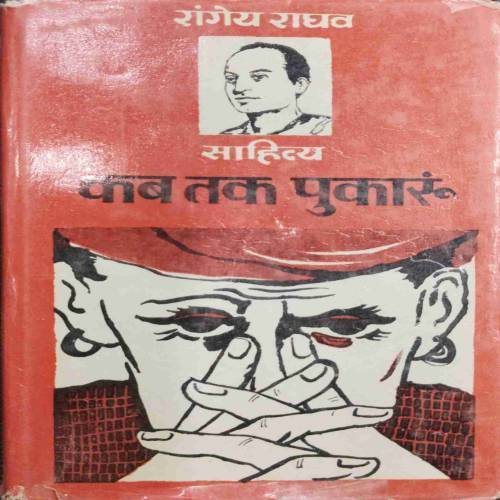 रांगेय राघव
साहित्य
कब तक पुकारूं